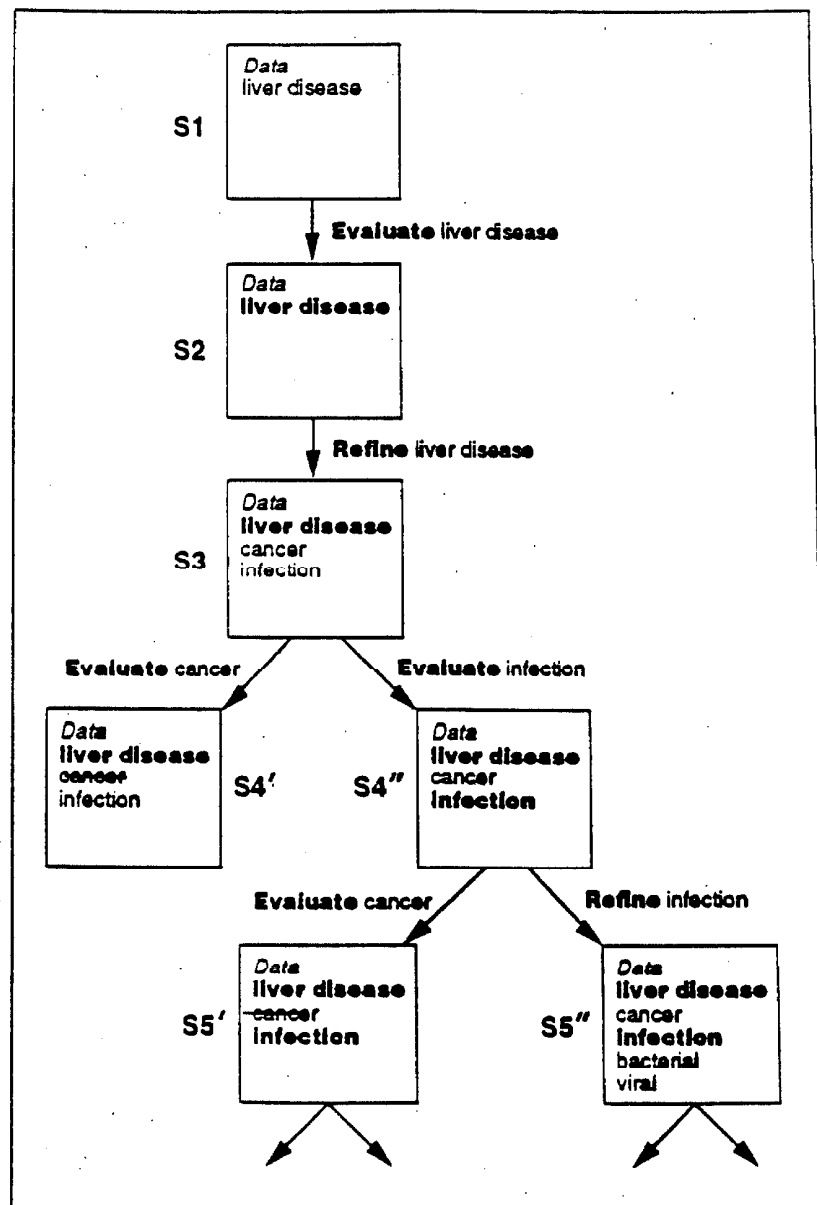 Data
liver disease
S1
Evaluate liver disease
Data
liver disease
S2
Refine liver disease
Data
liver disease
cancer
infection
S3
Evaluate cancer
Evaluate infection
Data
liver disease
cancer
infection
S4′
S4″
Data
liver disease
cancer
infection
Evaluate cancer
Refine infection
S5′
Data
liver disease
cancer
infection
S5″
Data
liver disease
cancer
infection
bacterial
viral